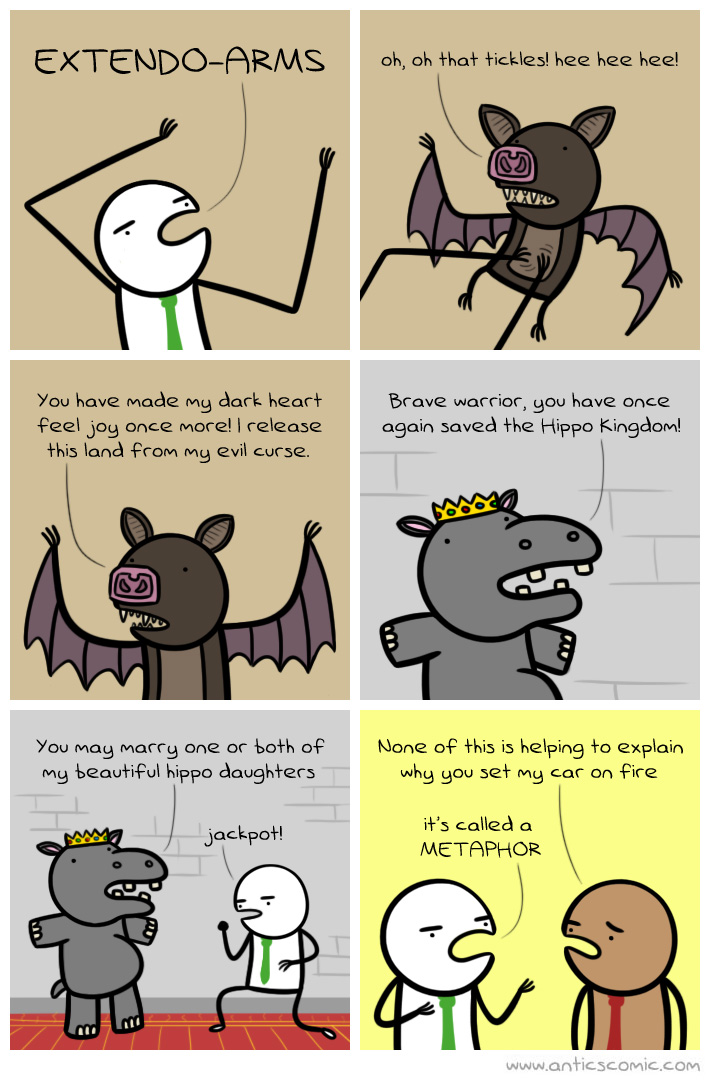 EXTENDO-ARMS
oh, oh that tickles! hee hee hee!
You have made my dark heart
feel joy once more! I release
this land from my evil curse.
Brave warrior, you have once
again saved the Hippo Kingdom!
You may marry one or both of
my beautiful hippo daughters
jackpot!
None of this is helping to explain
why you set my car on fire
it's called a
METAPHOR
www.anticscomic.com